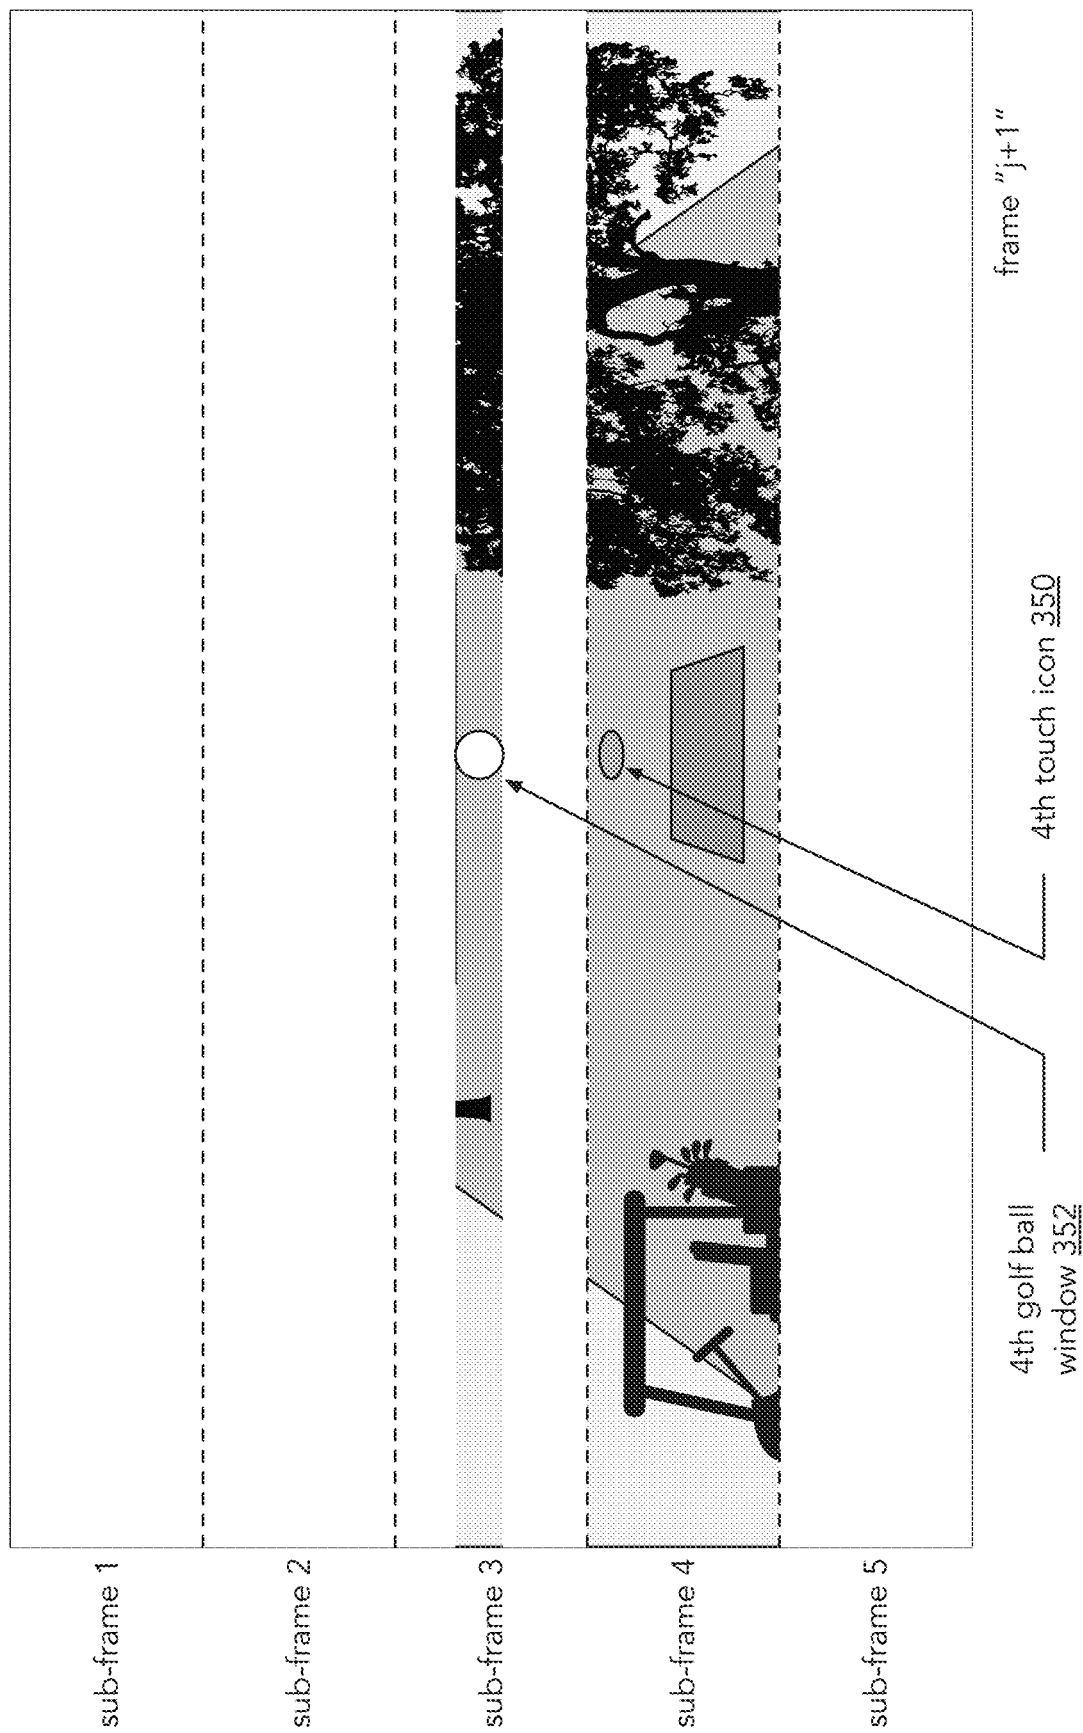 sub-frame 1
sub-frame 2
sub-frame 3
sub-frame 4
sub-frame 5
4th golf ball
window 352
4th touch icon 350
frame "j+1"